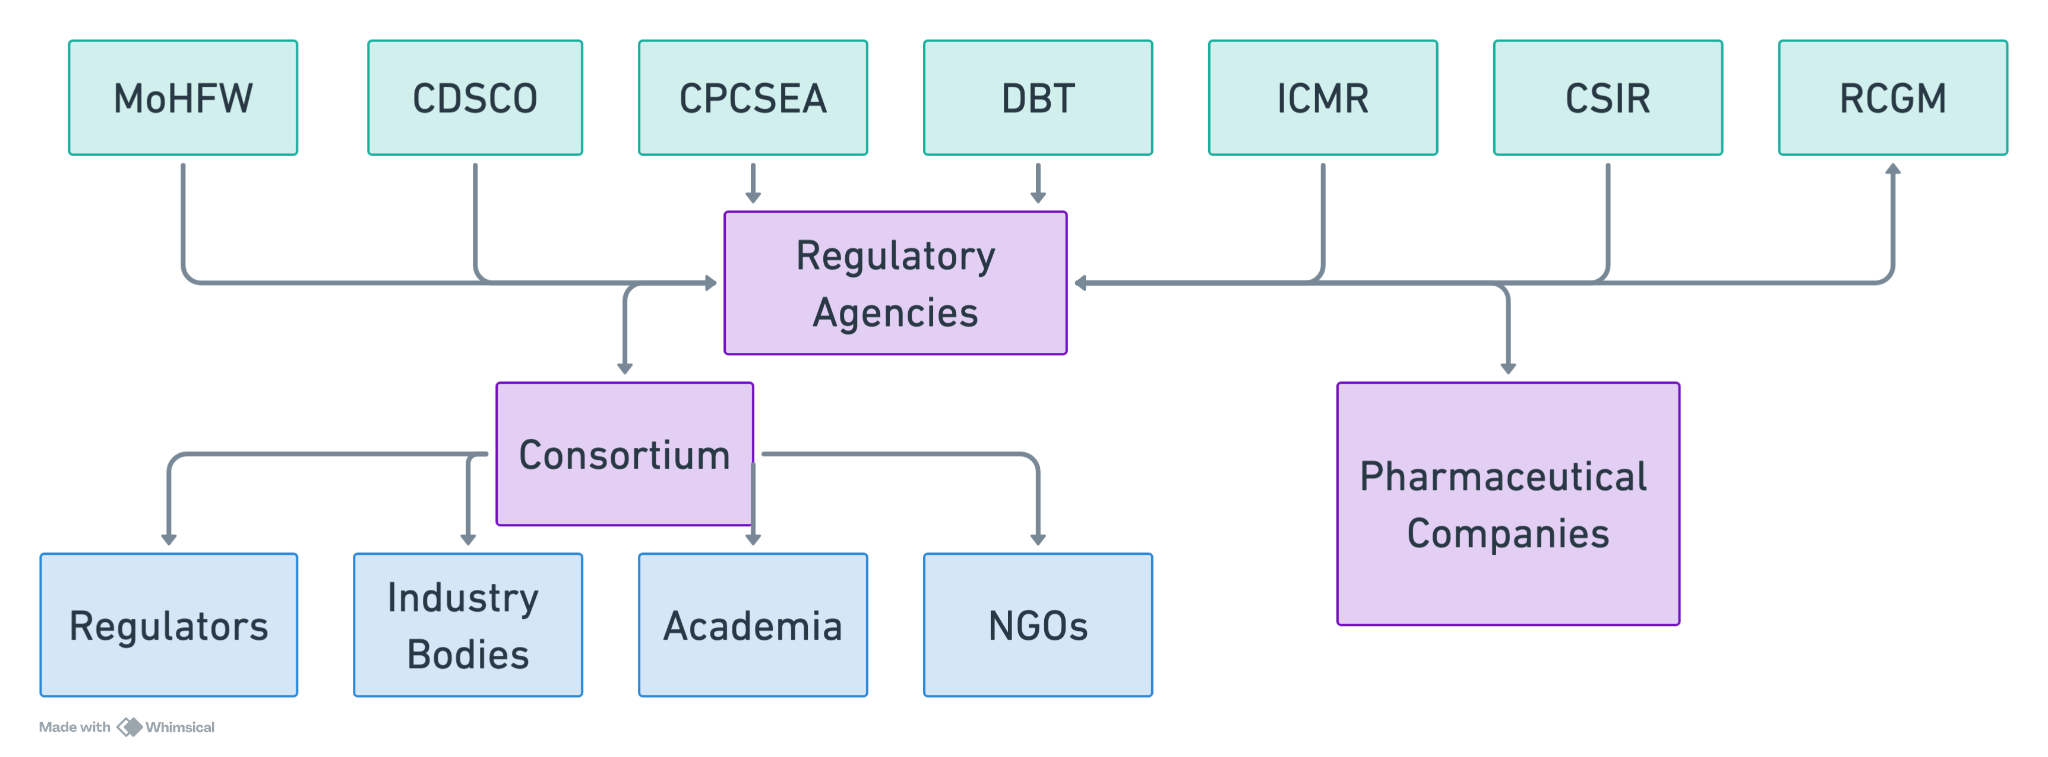 MoHFW
CDSCO
CPCSEA
DBT
ICMR
CSIR
RCGM
Regulatory
Agencies
Consortium
Pharmaceutical
Companies
Regulators
Industry
Bodies
Academia
NGOs
Made with Whimsical